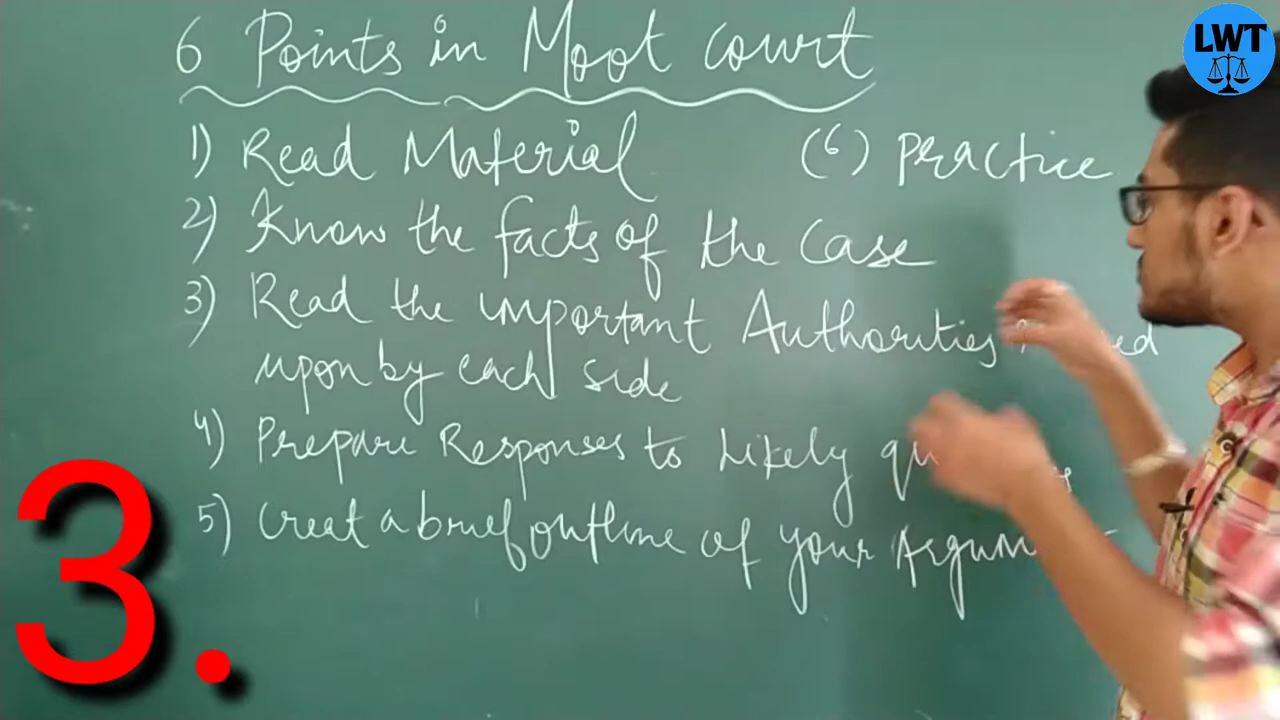 6 Points in Moot court
1) Read Material
(6) Practice
2) Know the facts of the Case
3) Read the important Authorities
upon by each side
4) Prepare Responses to Likely
5) Creat a brief outline of your
3.
LWT